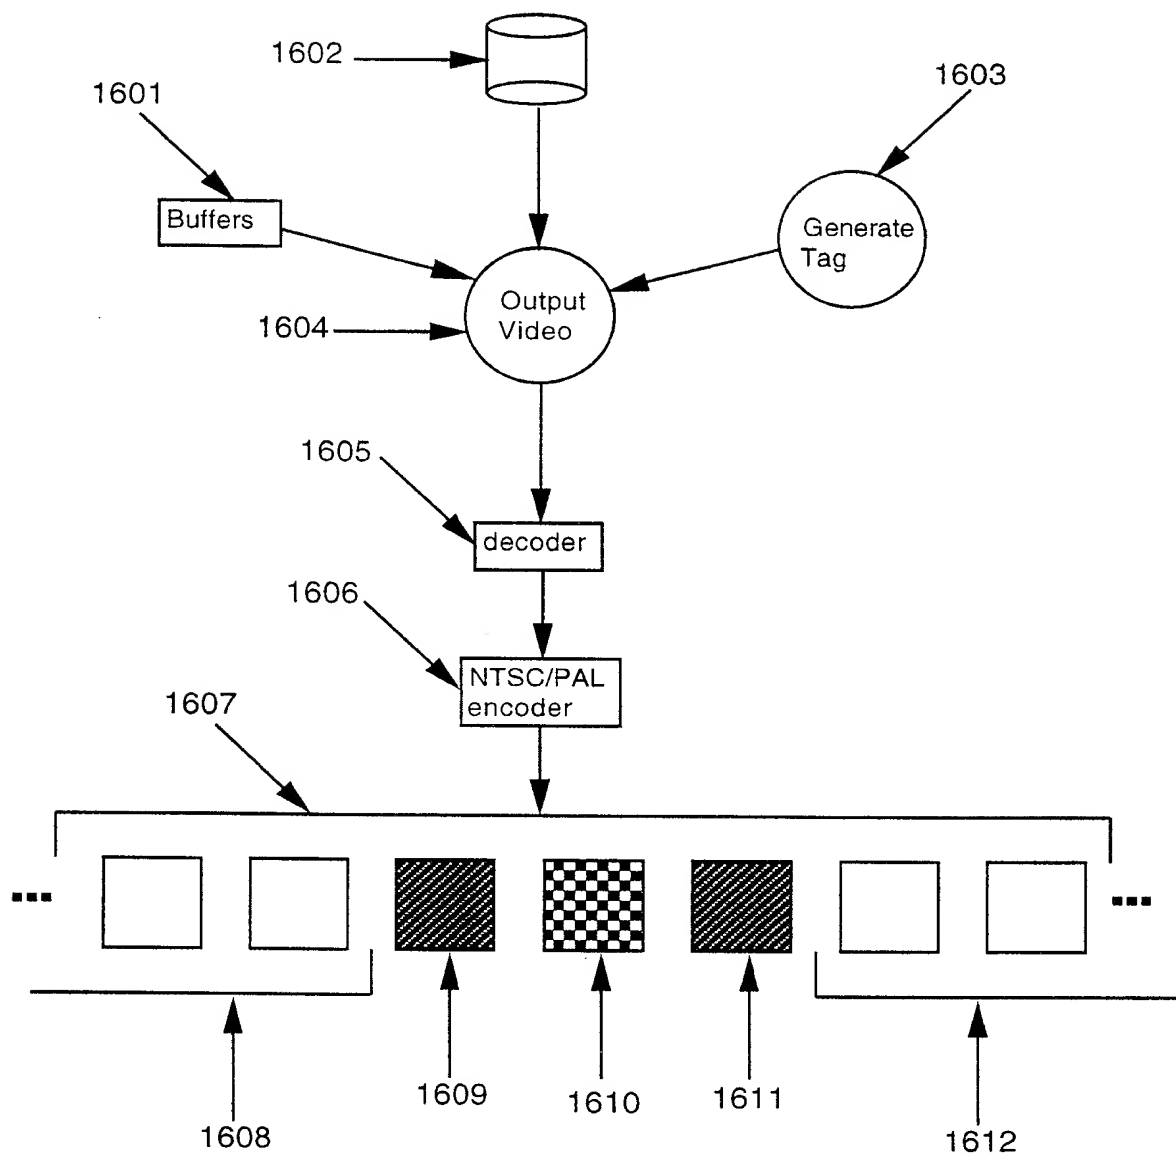 1602
1603
1601
Buffers
Generate
Tag
Output
Video
1604
1605
decoder
1606
NTSC/PAL
encoder
1607
1609
1610
1611
1608
1612